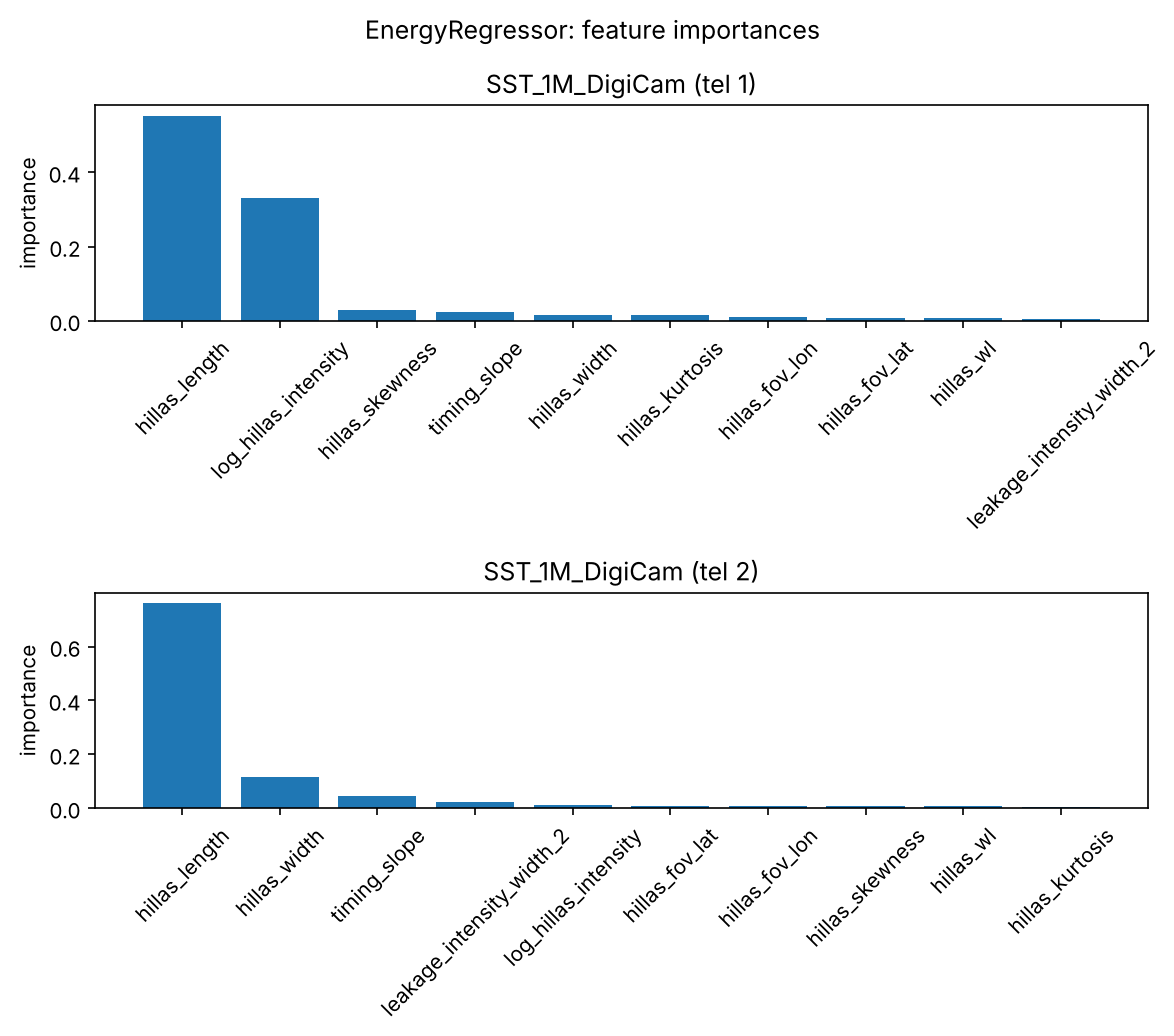 EnergyRegressor: feature importances
SST_1M_DigiCam (tel 1)
importance
0.4
0.2
0.0
hillas_length
log_hillas_intensity
hillas_skewness
timing_slope
hillas_width
hillas_kurtosis
hillas_fov_lon
hillas_fov_lat
hillas_wl
leakage_intensity_width_2
SST_1M_DigiCam (tel 2)
importance
0.6
0.4
0.2
0.0
hillas_length
hillas_width
timing_slope
leakage_intensity_width_2
log_hillas_intensity
hillas_fov_lat
hillas_fov_lon
hillas_skewness
hillas_wl
hillas_kurtosis